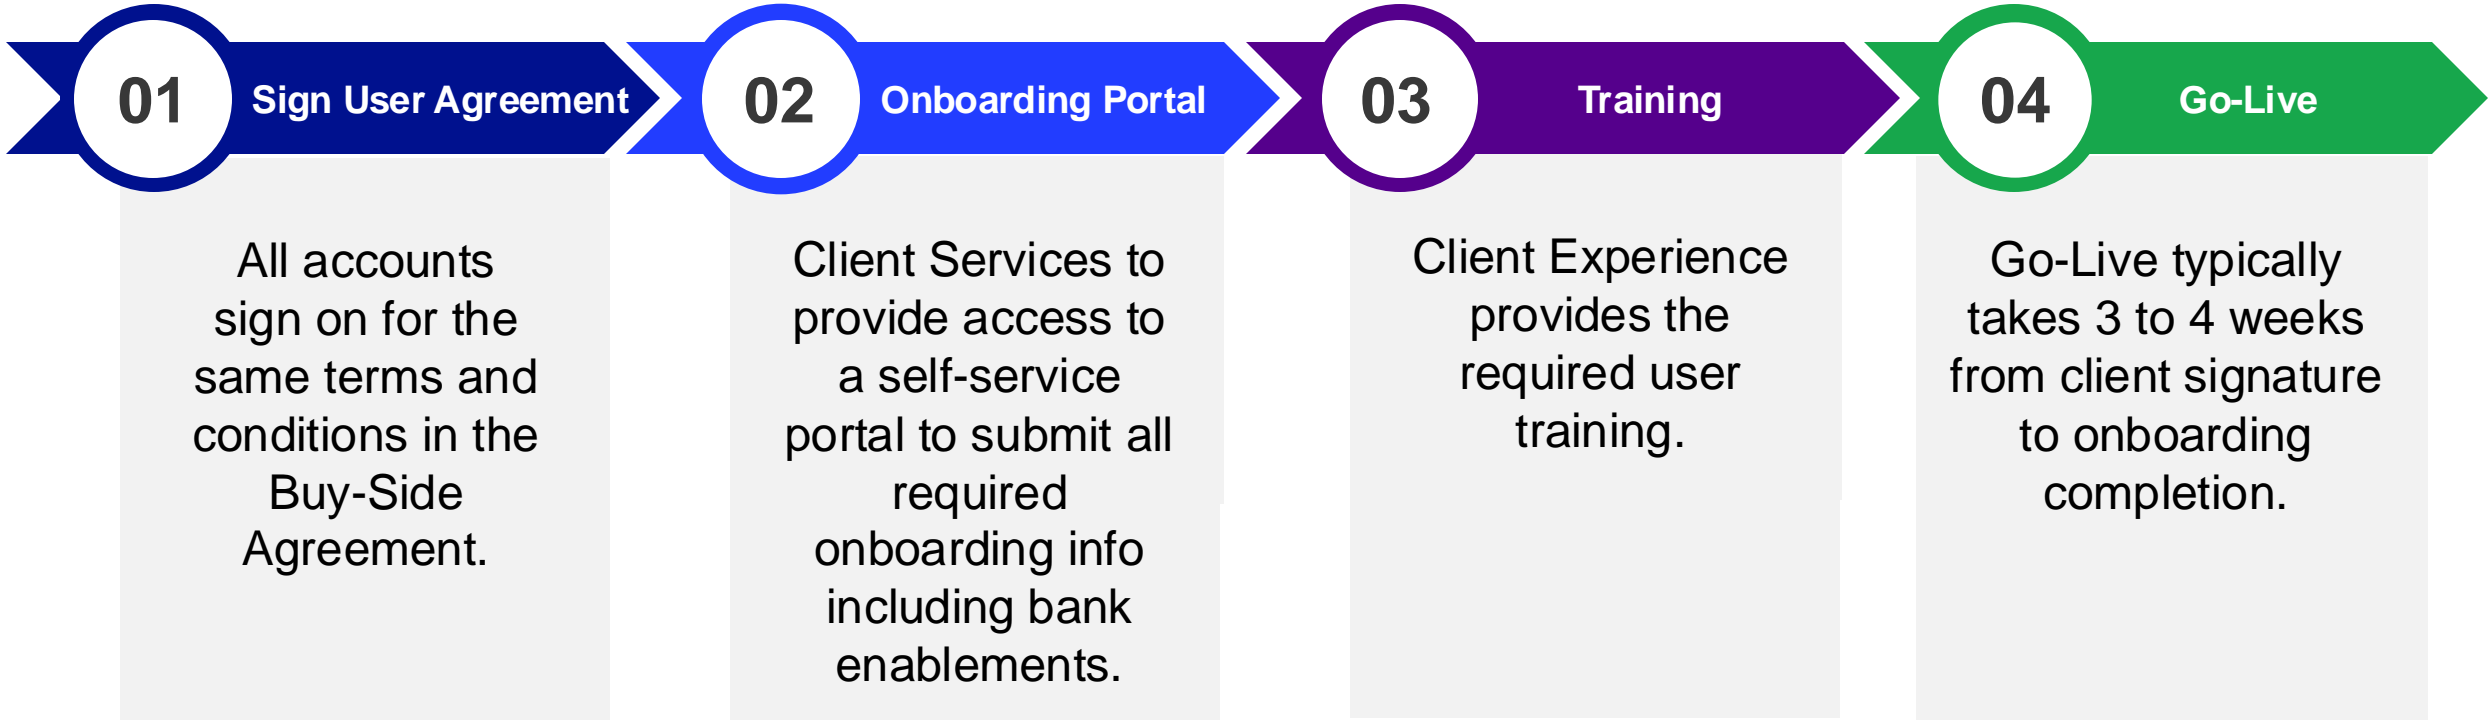 01
Sign User Agreement
All accounts
sign on for the
same terms and
conditions in the
Buy-Side
Agreement.
02
Onboarding Portal
Client Services to
provide access to
a self-service
portal to submit all
required
onboarding info
including bank
enablements.
03
Training
Client Experience
provides the
required user
training.
04
Go-Live
Go-Live typically
takes 3 to 4 weeks
from client signature
to onboarding
completion.